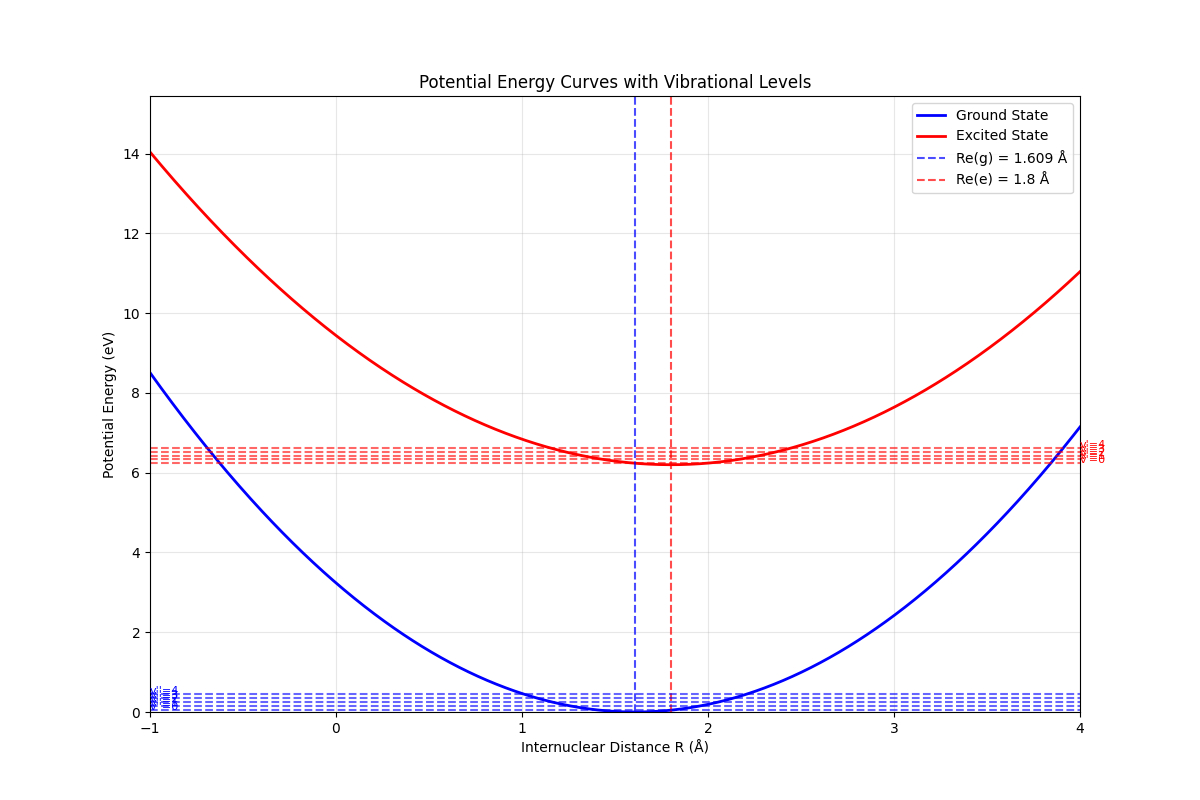 Potential Energy Curves with Vibrational Levels
Ground State
Excited State
Re(g) = 1.609 Å
Re(e) = 1.8 Å
Potential Energy (eV)
14
12
10
8
6
4
2
0
−1
0
1
2
3
4
Internuclear Distance R (Å)